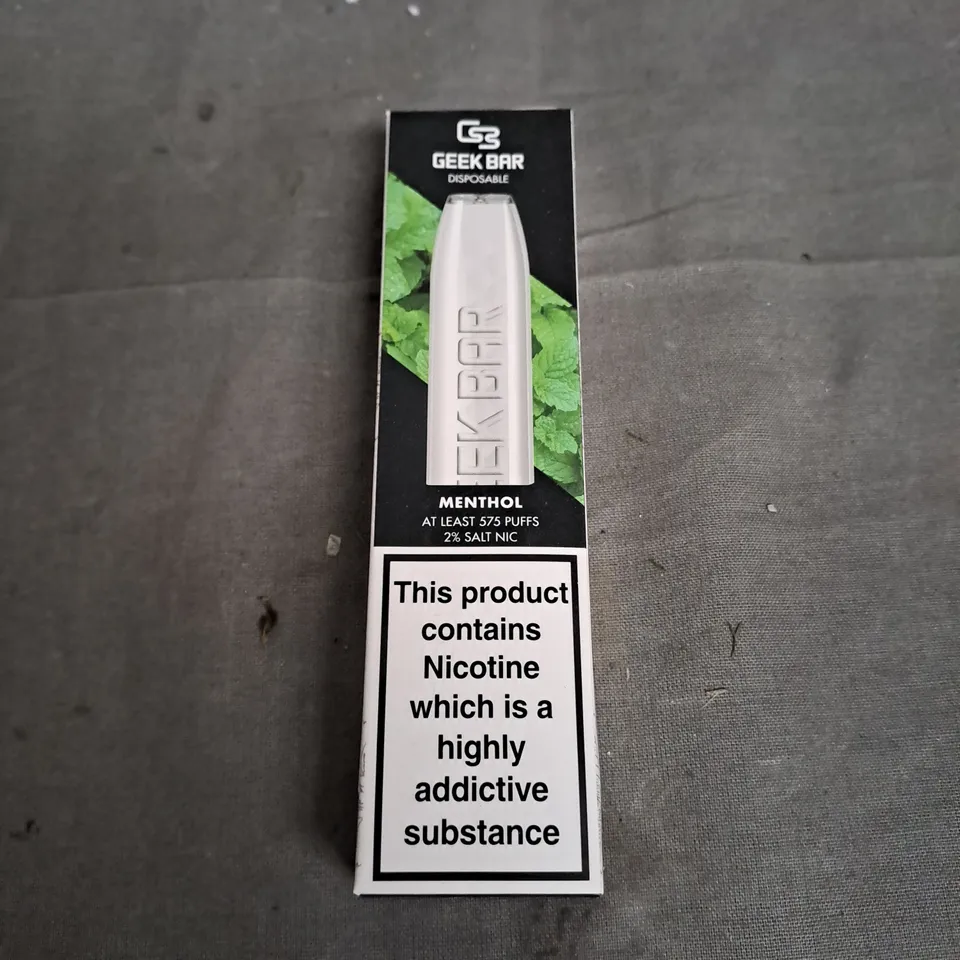 GB
GEEK BAR
DISPOSABLE
GEEK BAR
MENTHOL
AT LEAST 575 PUFFS
2% SALT NIC
This product
contains
Nicotine
which is a
highly
addictive
substance